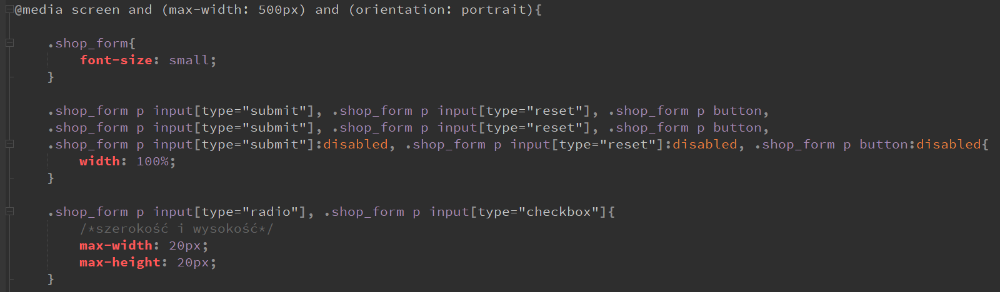 @media screen and (max-width: 500px) and (orientation: portrait){
.shop_form{
font-size: small;
}
.shop_form p input[type="submit"], .shop_form p input[type="reset"], .shop_form p button,
.shop_form p input[type="submit"], .shop_form p input[type="reset"], .shop_form p button,
.shop_form p input[type="submit"]:disabled, .shop_form p input[type="reset"]:disabled, .shop_form p button:disabled{
width: 100%;
}
.shop_form p input[type="radio"], .shop_form p input[type="checkbox"]{
/*szerokość i wysokość*/
max-width: 20px;
max-height: 20px;
}